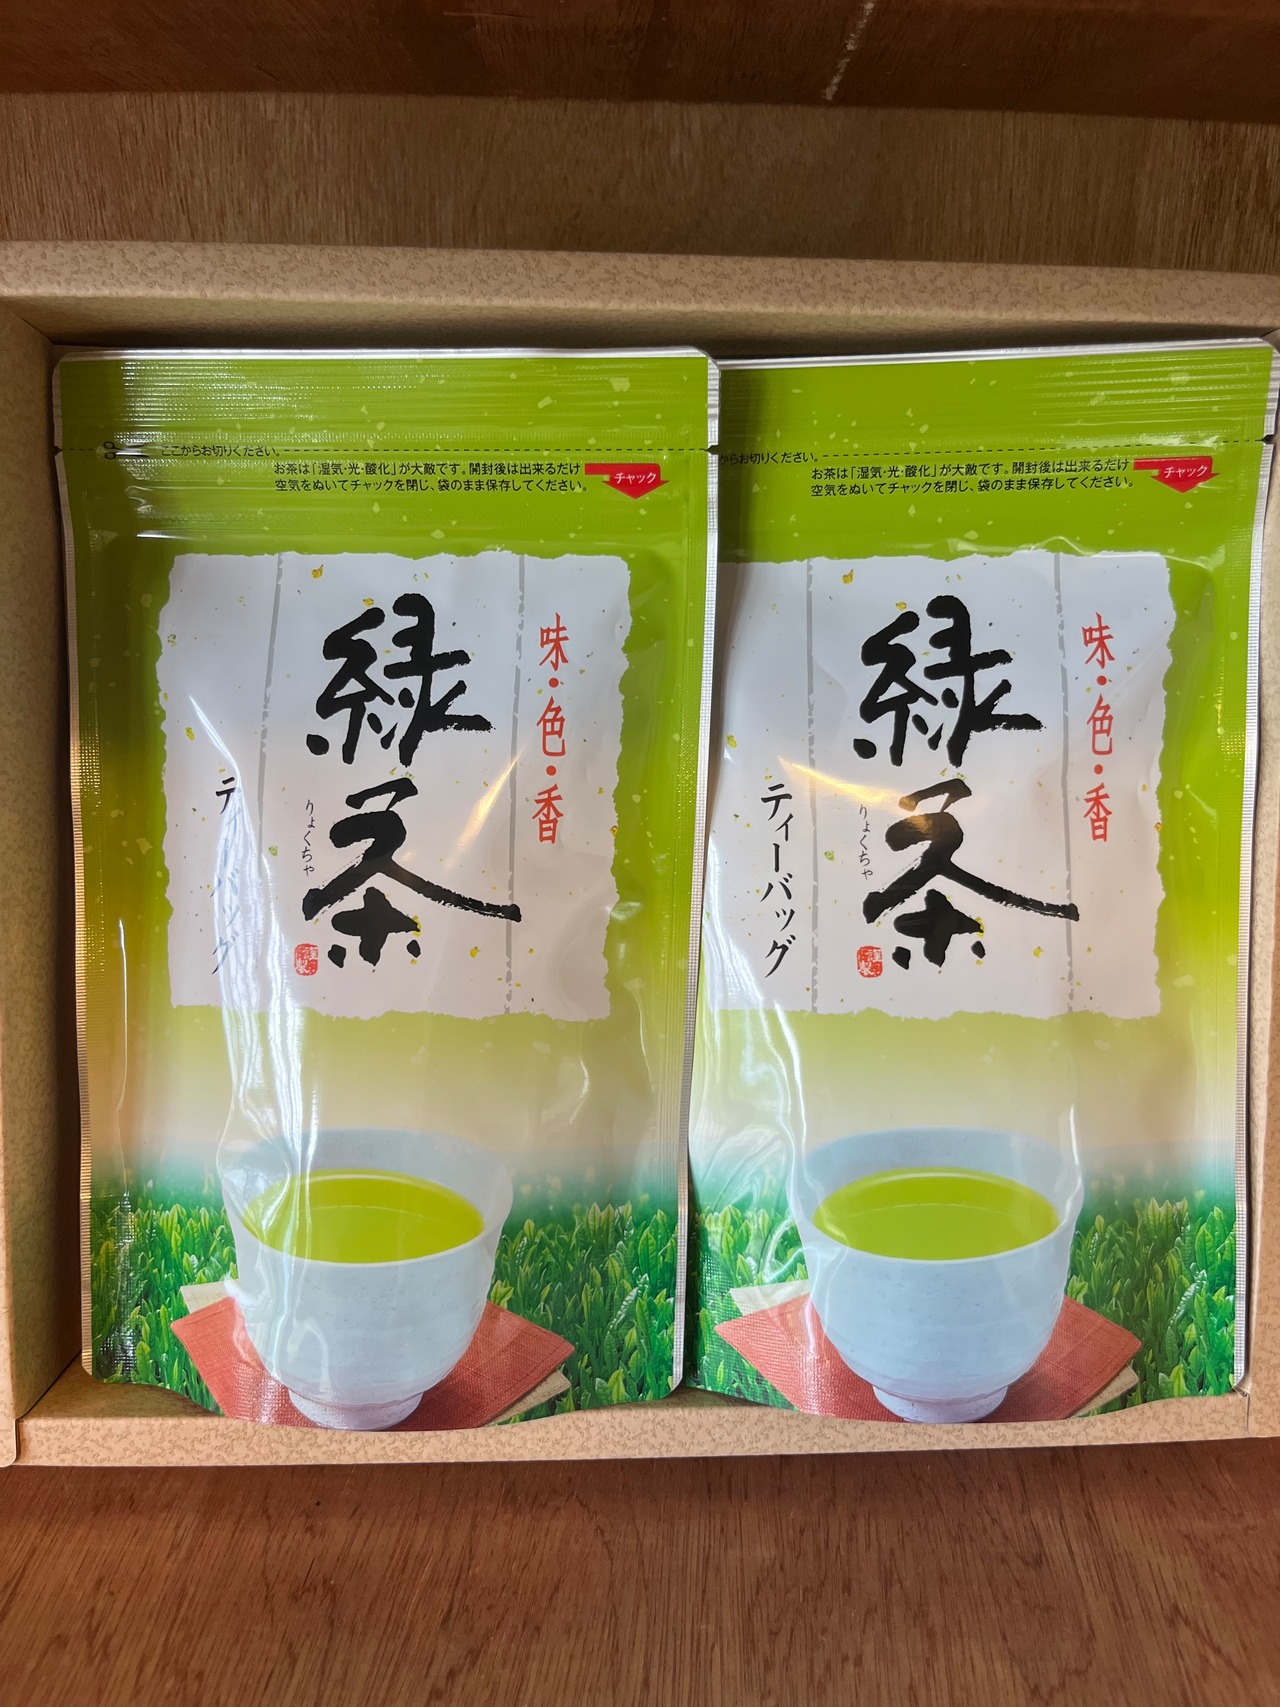 ここからお切りください。
お茶は「湿気・光・酸化」が大敵です。開封後は出来るだけ
空気をぬいてチャックを閉じ、袋のまま保存してください。
チャック
味・色・香
緑茶
りょくちゃ
ティーバッグ
からお切りください。
お茶は「湿気・光・酸化」が大敵です。開封後は出来るだけ
空気をぬいてチャックを閉じ、袋のまま保存してください。
チャック
味・色・香
緑茶
りょくちゃ
ティーバッグ